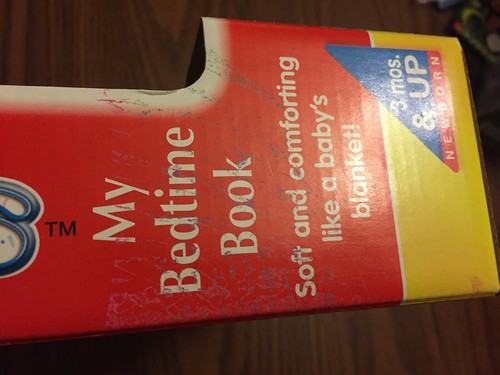 TM
My
Bedtime
Book
Soft and comforting
like a baby's
blanket!
3 mos.
& UP
NEWBORN